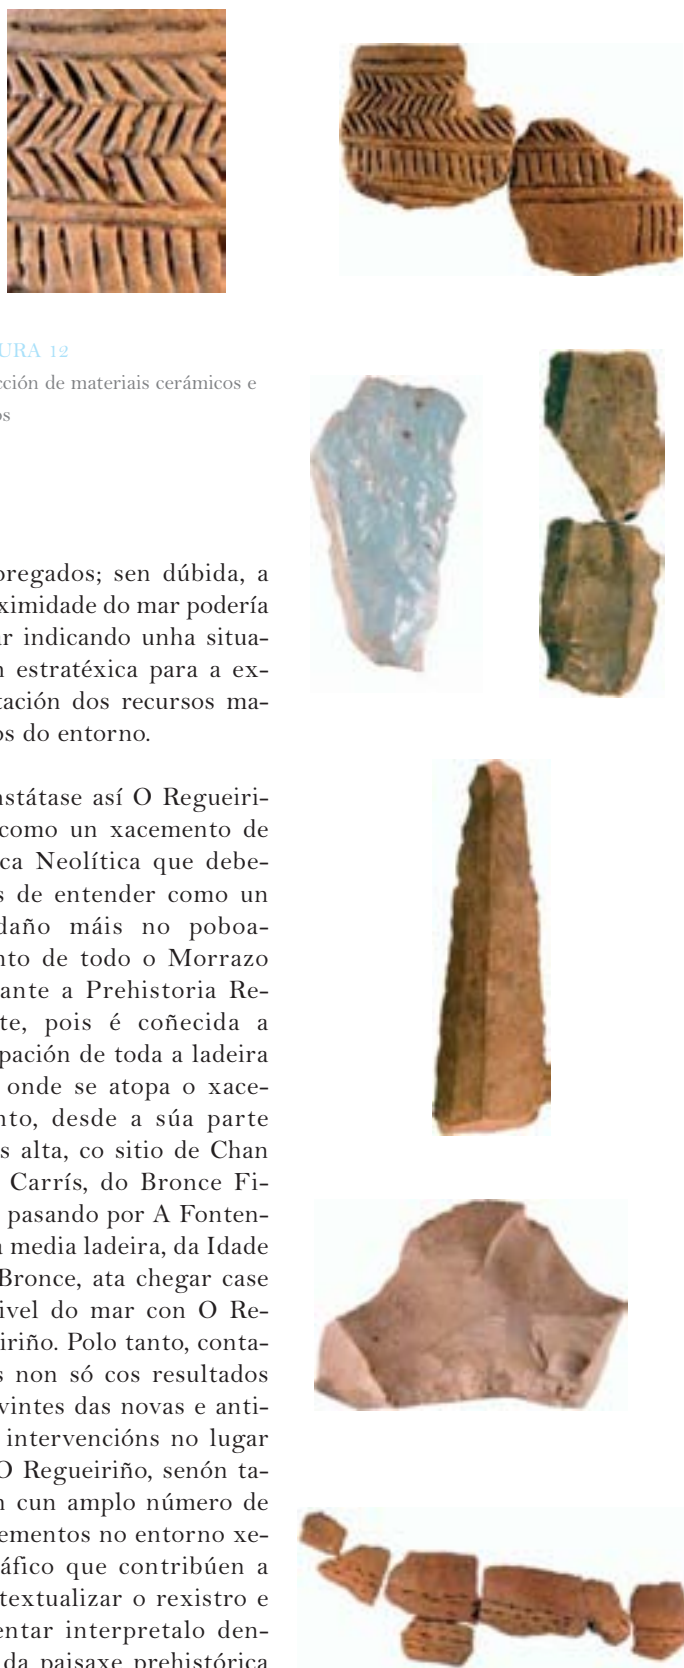 URA 12
cción de materiais cerámicos e
os
pregados; sen dúbida, a
ximidade do mar podería
ar indicando unha situa-
n estratéxica para a ex-
tación dos recursos ma-
os do entorno.
nstátase así O Regueiri-
como un xacemento de
ca Neolítica que debe-
s de entender como un
daño máis no poboa-
nto de todo o Morrazo
ante a Prehistoria Re-
te, pois é coñecida a
pación de toda a ladeira
onde se atopa o xace-
nto, desde a súa parte
s alta, co sitio de Chan
Carrís, do Bronce Fi-
pasando por A Fonten-
a media ladeira, da Idade
Bronce, ata chegar case
ivel do mar con O Re-
iriño. Polo tanto, conta-
s non só cos resultados
vintes das novas e anti-
intervencións no lugar
O Regueiriño, senón ta-
n cun amplo número de
ementos no entorno xe-
áfico que contribúen a
textualizar o rexistro e
entar interpretalo den-
da paisaxe prehistórica